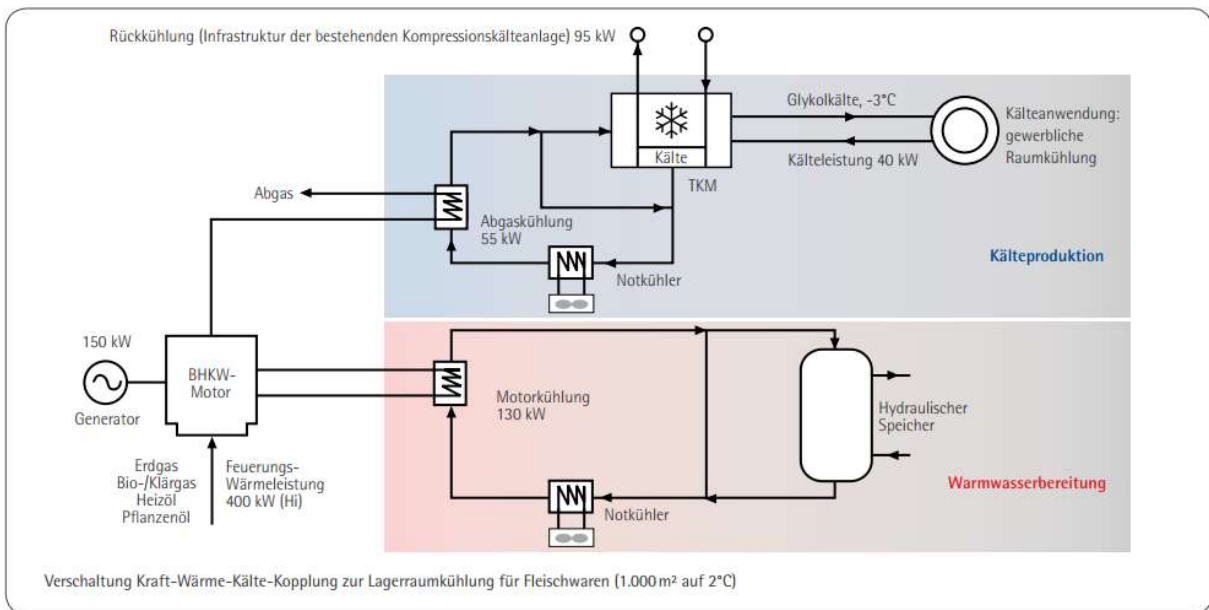 Rückkühlung (Infrastruktur der bestehenden Kompressionskälteanlage) 95 kW
Glykolkälte, -3°C
Kälteanwendung:
gewerbliche
Raumkühlung
Kälte
Kälteleistung 40 kW
TKM
Abgas
Abgaskühlung
55 kW
Notkühler
Kälteproduktion
150 kW
BHKW-
Motor
Generator
Motorkühlung
130 kW
Hydraulischer
Speicher
Erdgas
Bio-/Klärgas
Heizöl
Pflanzenöl
Feuerungs-
Wärmeleistung
400 kW (Hi)
Notkühler
Warmwasserbereitung
Verschaltung Kraft-Wärme-Kälte-Kopplung zur Lagerraumkühlung für Fleischwaren (1.000 m² auf 2°C)